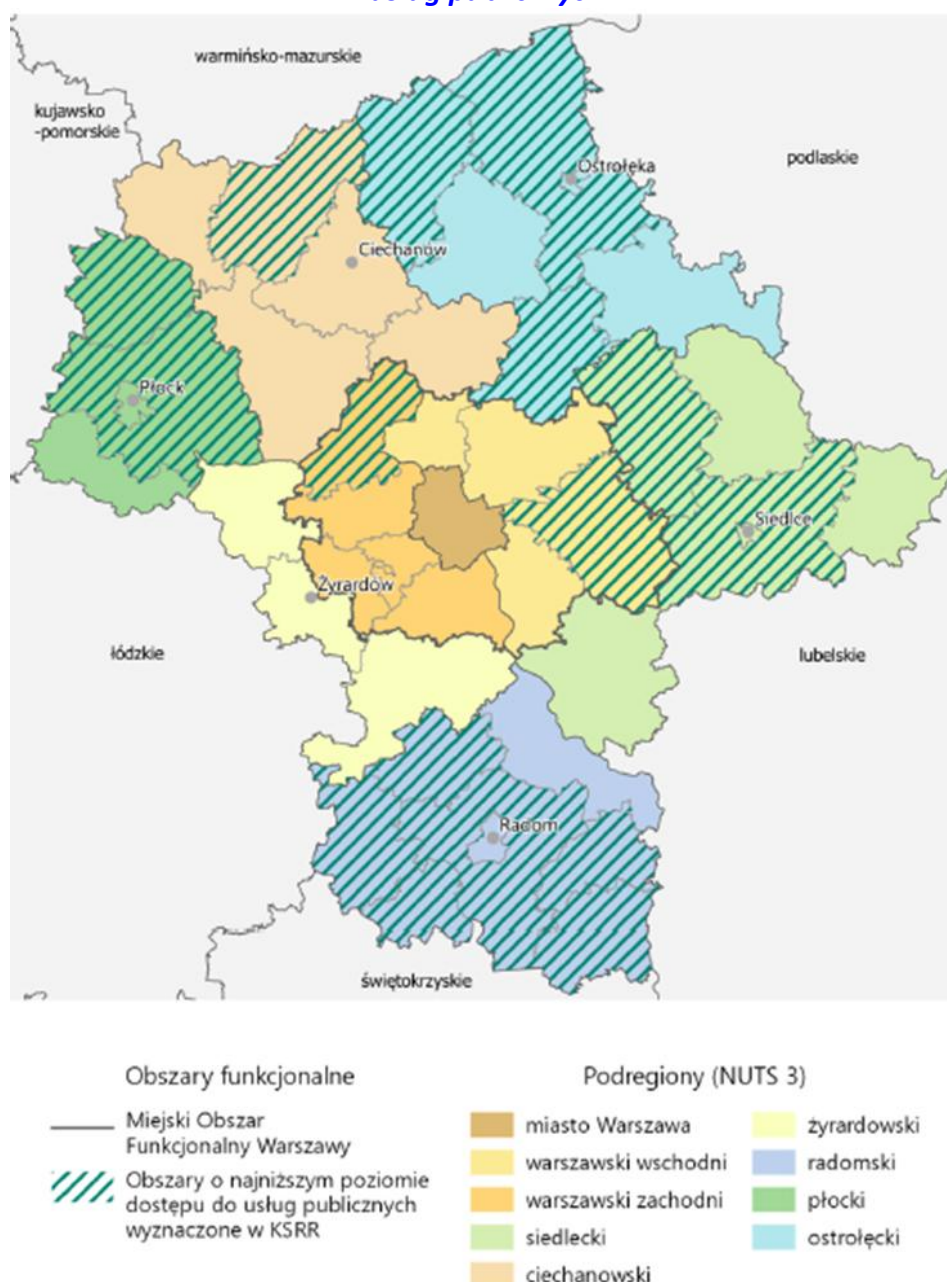 warmińsko-mazurskie
kujawsko
-pomorskie
podlaskie
Ostrołęka
Ciechanów
Płock
Siedlce
Żyrardów
łódzkie
lubelskie
Radom
świętokrzyskie
Obszary funkcjonalne
Miejski Obszar
Funkcjonalny Warszawy
Obszary o najniższym poziomie
dostępu do usług publicznych
wyznaczone w KSRR
Podregiony (NUTS 3)
miasto Warszawa
warszawski wschodni
warszawski zachodni
siedlecki
ciechanowski
żyrardowski
radomski
płocki
ostrołęcki